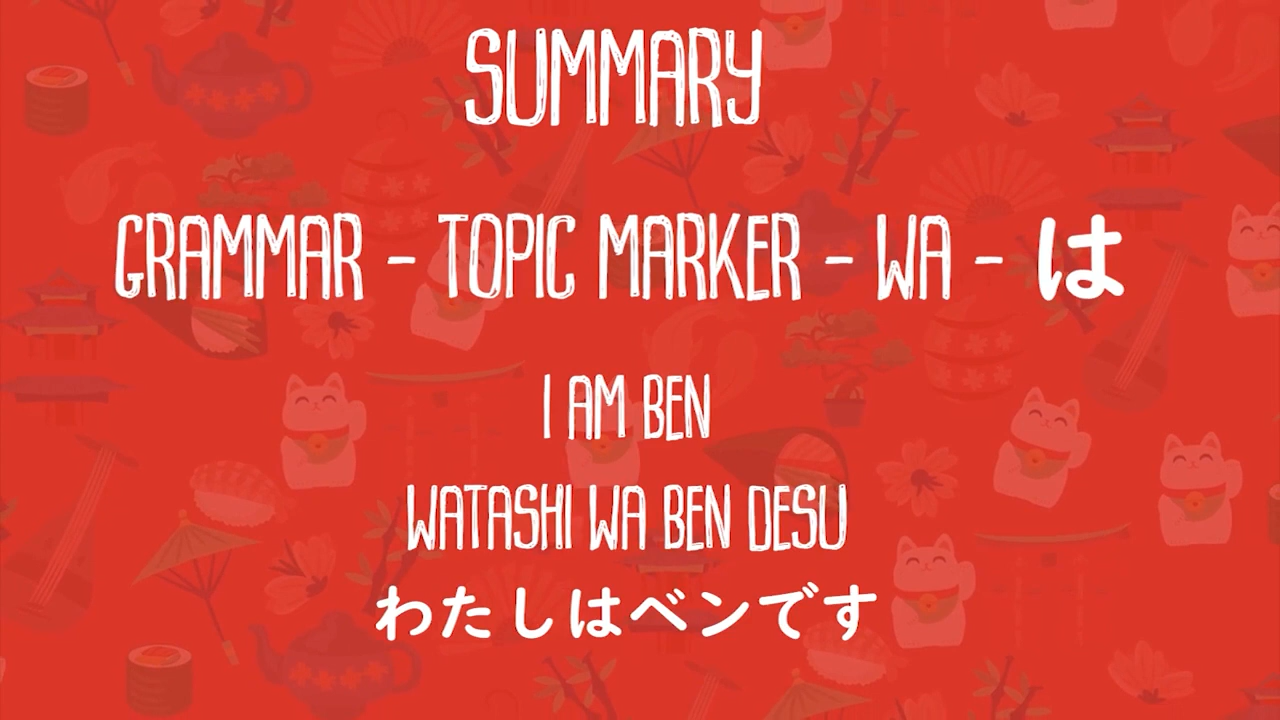 SUMMARY
GRAMMAR - TOPIC MARKER - WA - は
I AM BEN
WATASHI WA BEN DESU
わたしはベンです